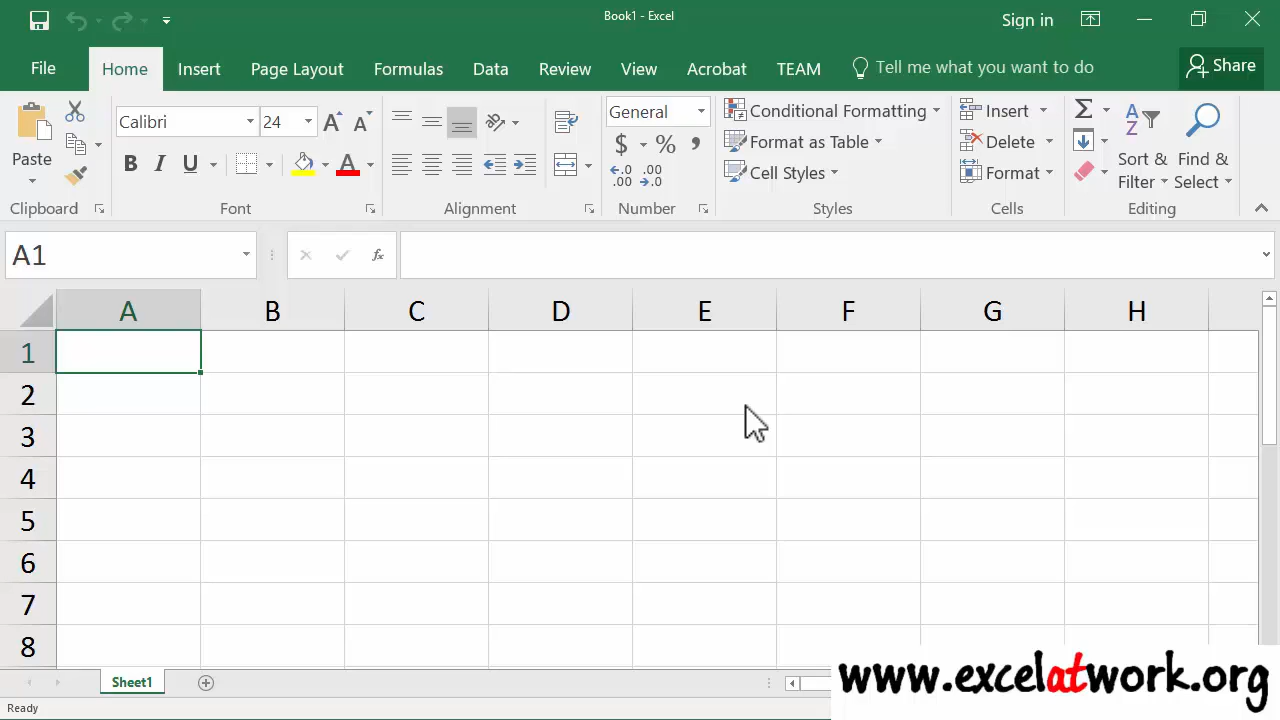 Book1 - Excel
Sign in
File Home Insert Page Layout Formulas Data Review View Acrobat TEAM Tell me what you want to do Share
Calibri 24 General Conditional Formatting Insert
Paste B I U A $ % , Format as Table Delete Sort & Find &
Cell Styles Format Filter Select
Clipboard Font Alignment Number Styles Cells Editing
A1 fx
A B C D E F G H
1
2
3
4
5
6
7
8
Sheet1
Ready
www.excelatwork.org